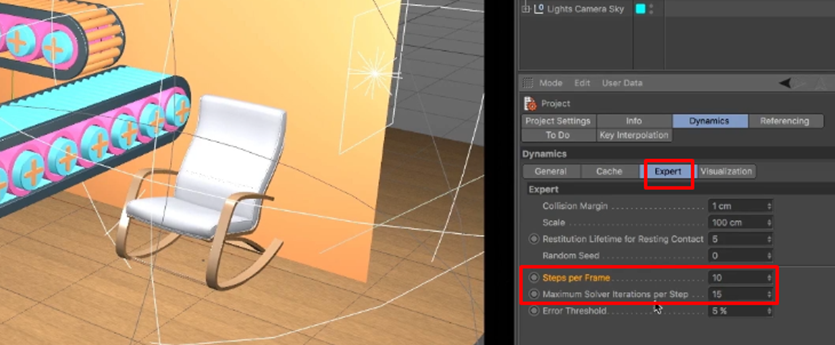 Lights Camera Sky
Mode Edit User Data
Project
Project Settings Info Dynamics Referencing
To Do Key Interpolation
Dynamics
General Cache Expert Visualization
Expert
Collision Margin 1 cm
Scale 100 cm
Restitution Lifetime for Resting Contact 5
Random Seed 0
Steps per Frame 10
Maximum Solver Iterations per Step 15
Error Threshold 5 %